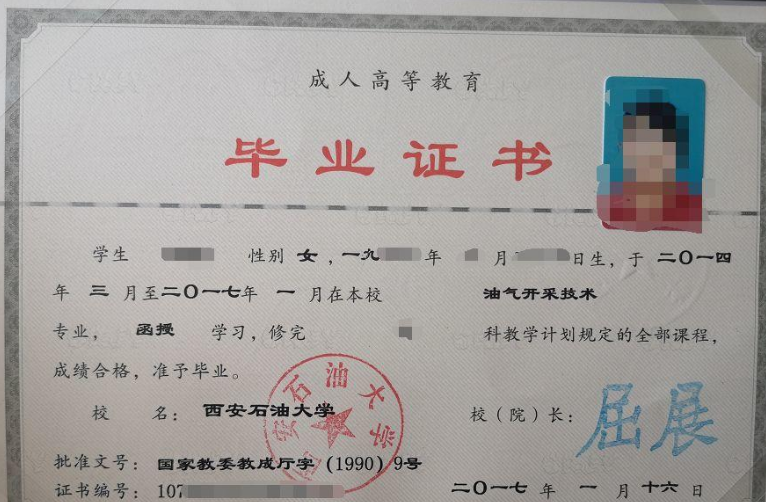 成人高等教育
毕业证书
学生 性别 女，一九 年 月 日生，于 二〇一四
年 三 月至二〇一七年 一 月在本校 油气开采技术
专业， 函授 学习，修完 科教学计划规定的全部课程，
成绩合格，准予毕业。
校 名：西安石油大学 校（院）长：屈展
批准文号：国家教委教成厅字 (1990) 9号
证书编号：107 二〇一七 年 一 月 十六 日
安石油大学